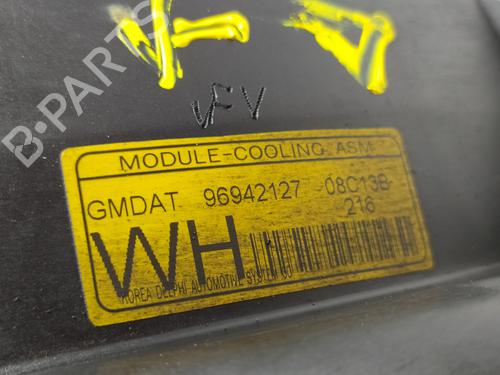 B-PARTS
VFV
MODULE-COOLING ASM
GMDAT 96942127 08C13B
216
WH
KOREA DELPHI AUTOMOTIVE SYSTEM CO